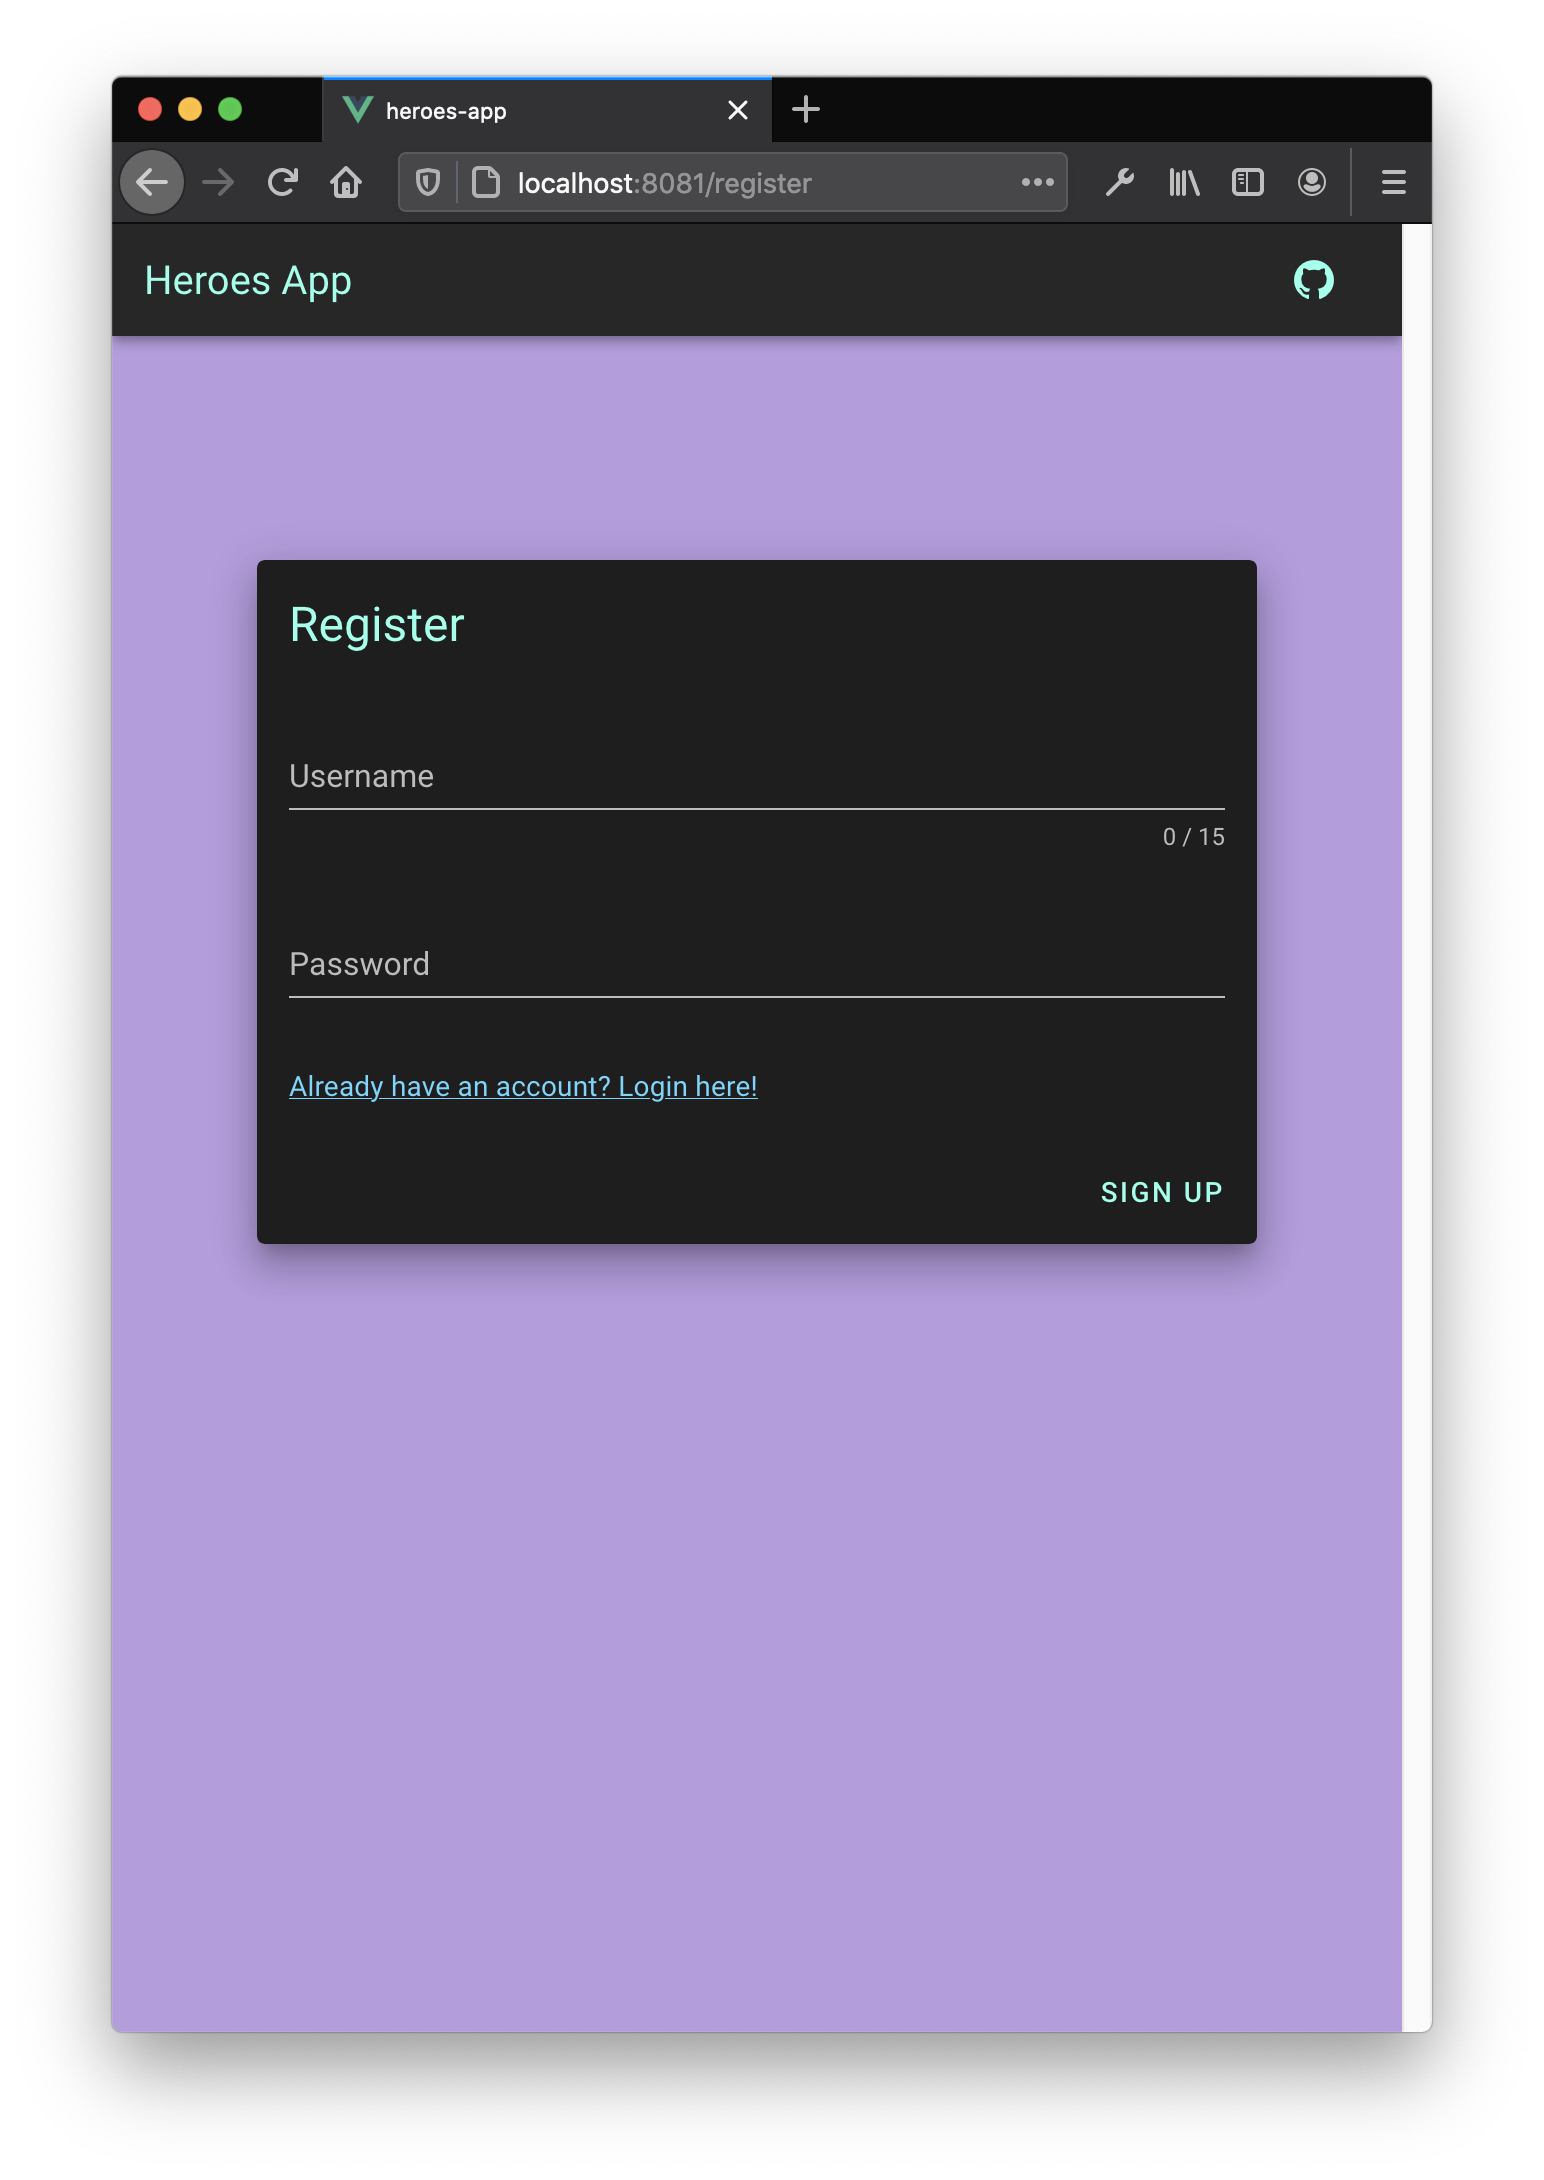 heroes-app
localhost:8081/register
Heroes App
Register
Username
0 / 15
Password
Already have an account? Login here!
SIGN UP